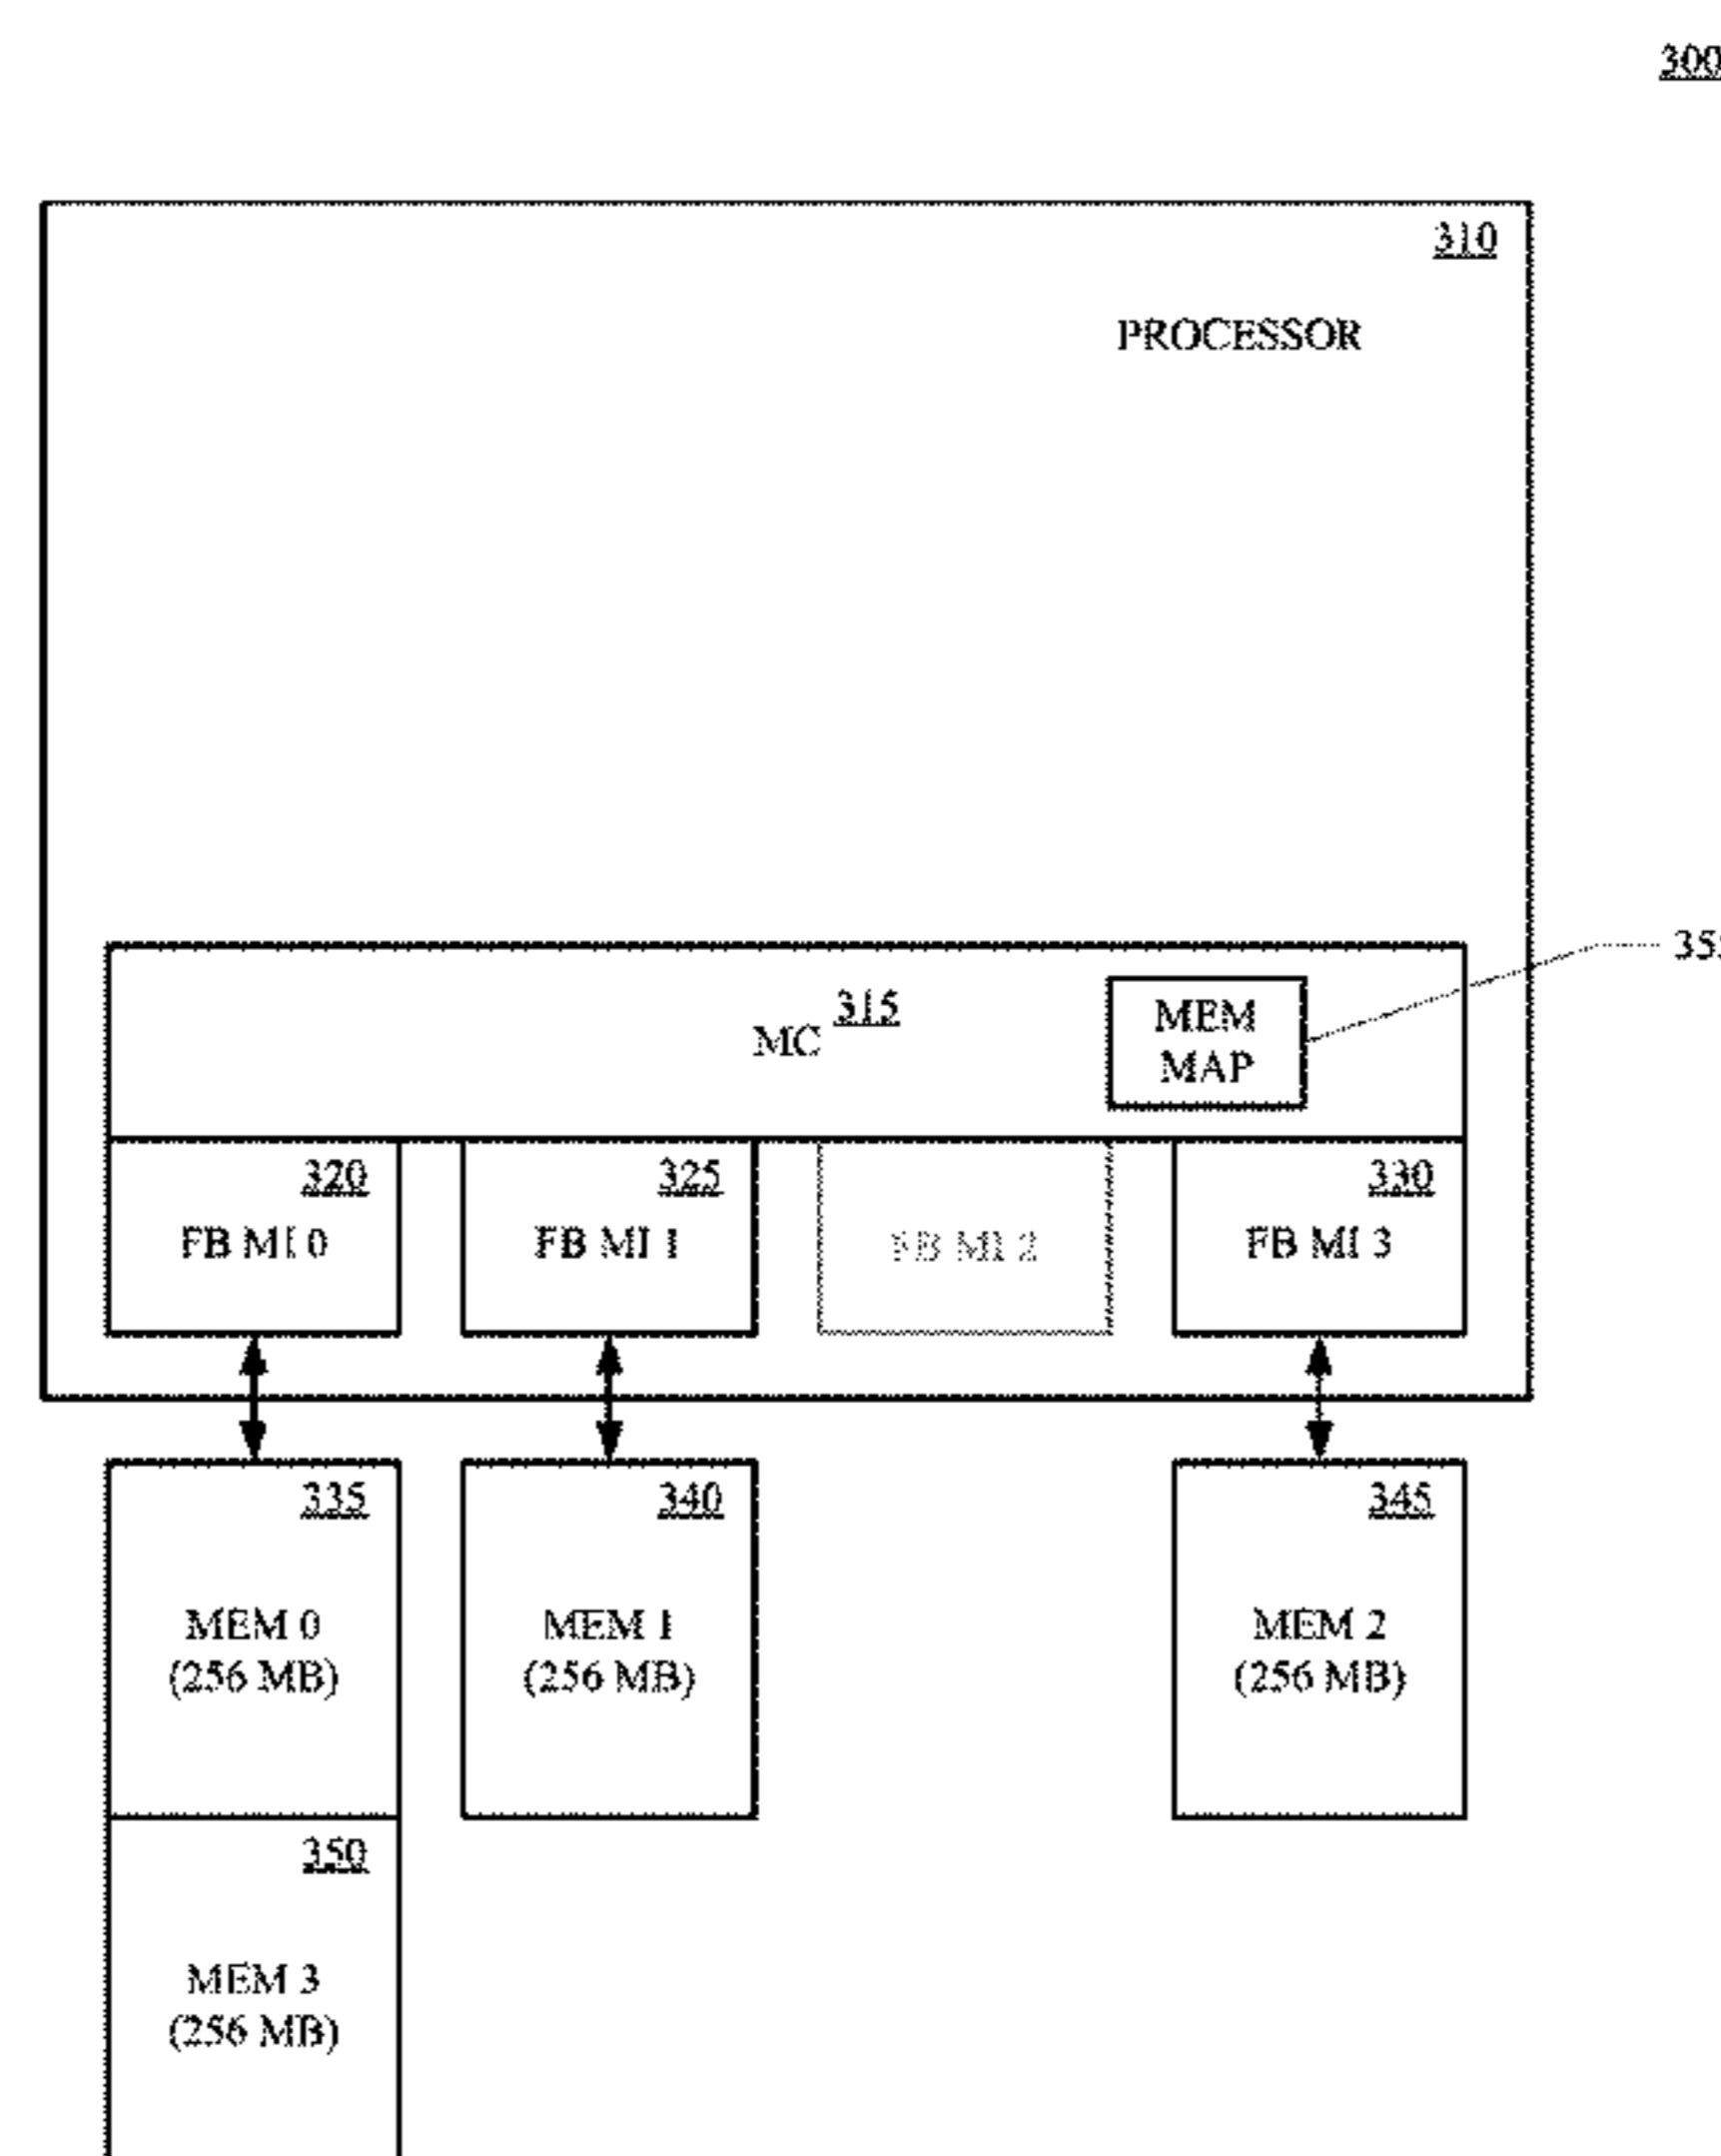 300
310
PROCESSOR
315
MC
MEM
MAP
320
FB MI 0
325
FB MI 1
FB MI 2
330
FB MI 3
335
MEM 0
(256 MB)
340
MEM 1
(256 MB)
345
MEM 2
(256 MB)
350
MEM 3
(256 MB)